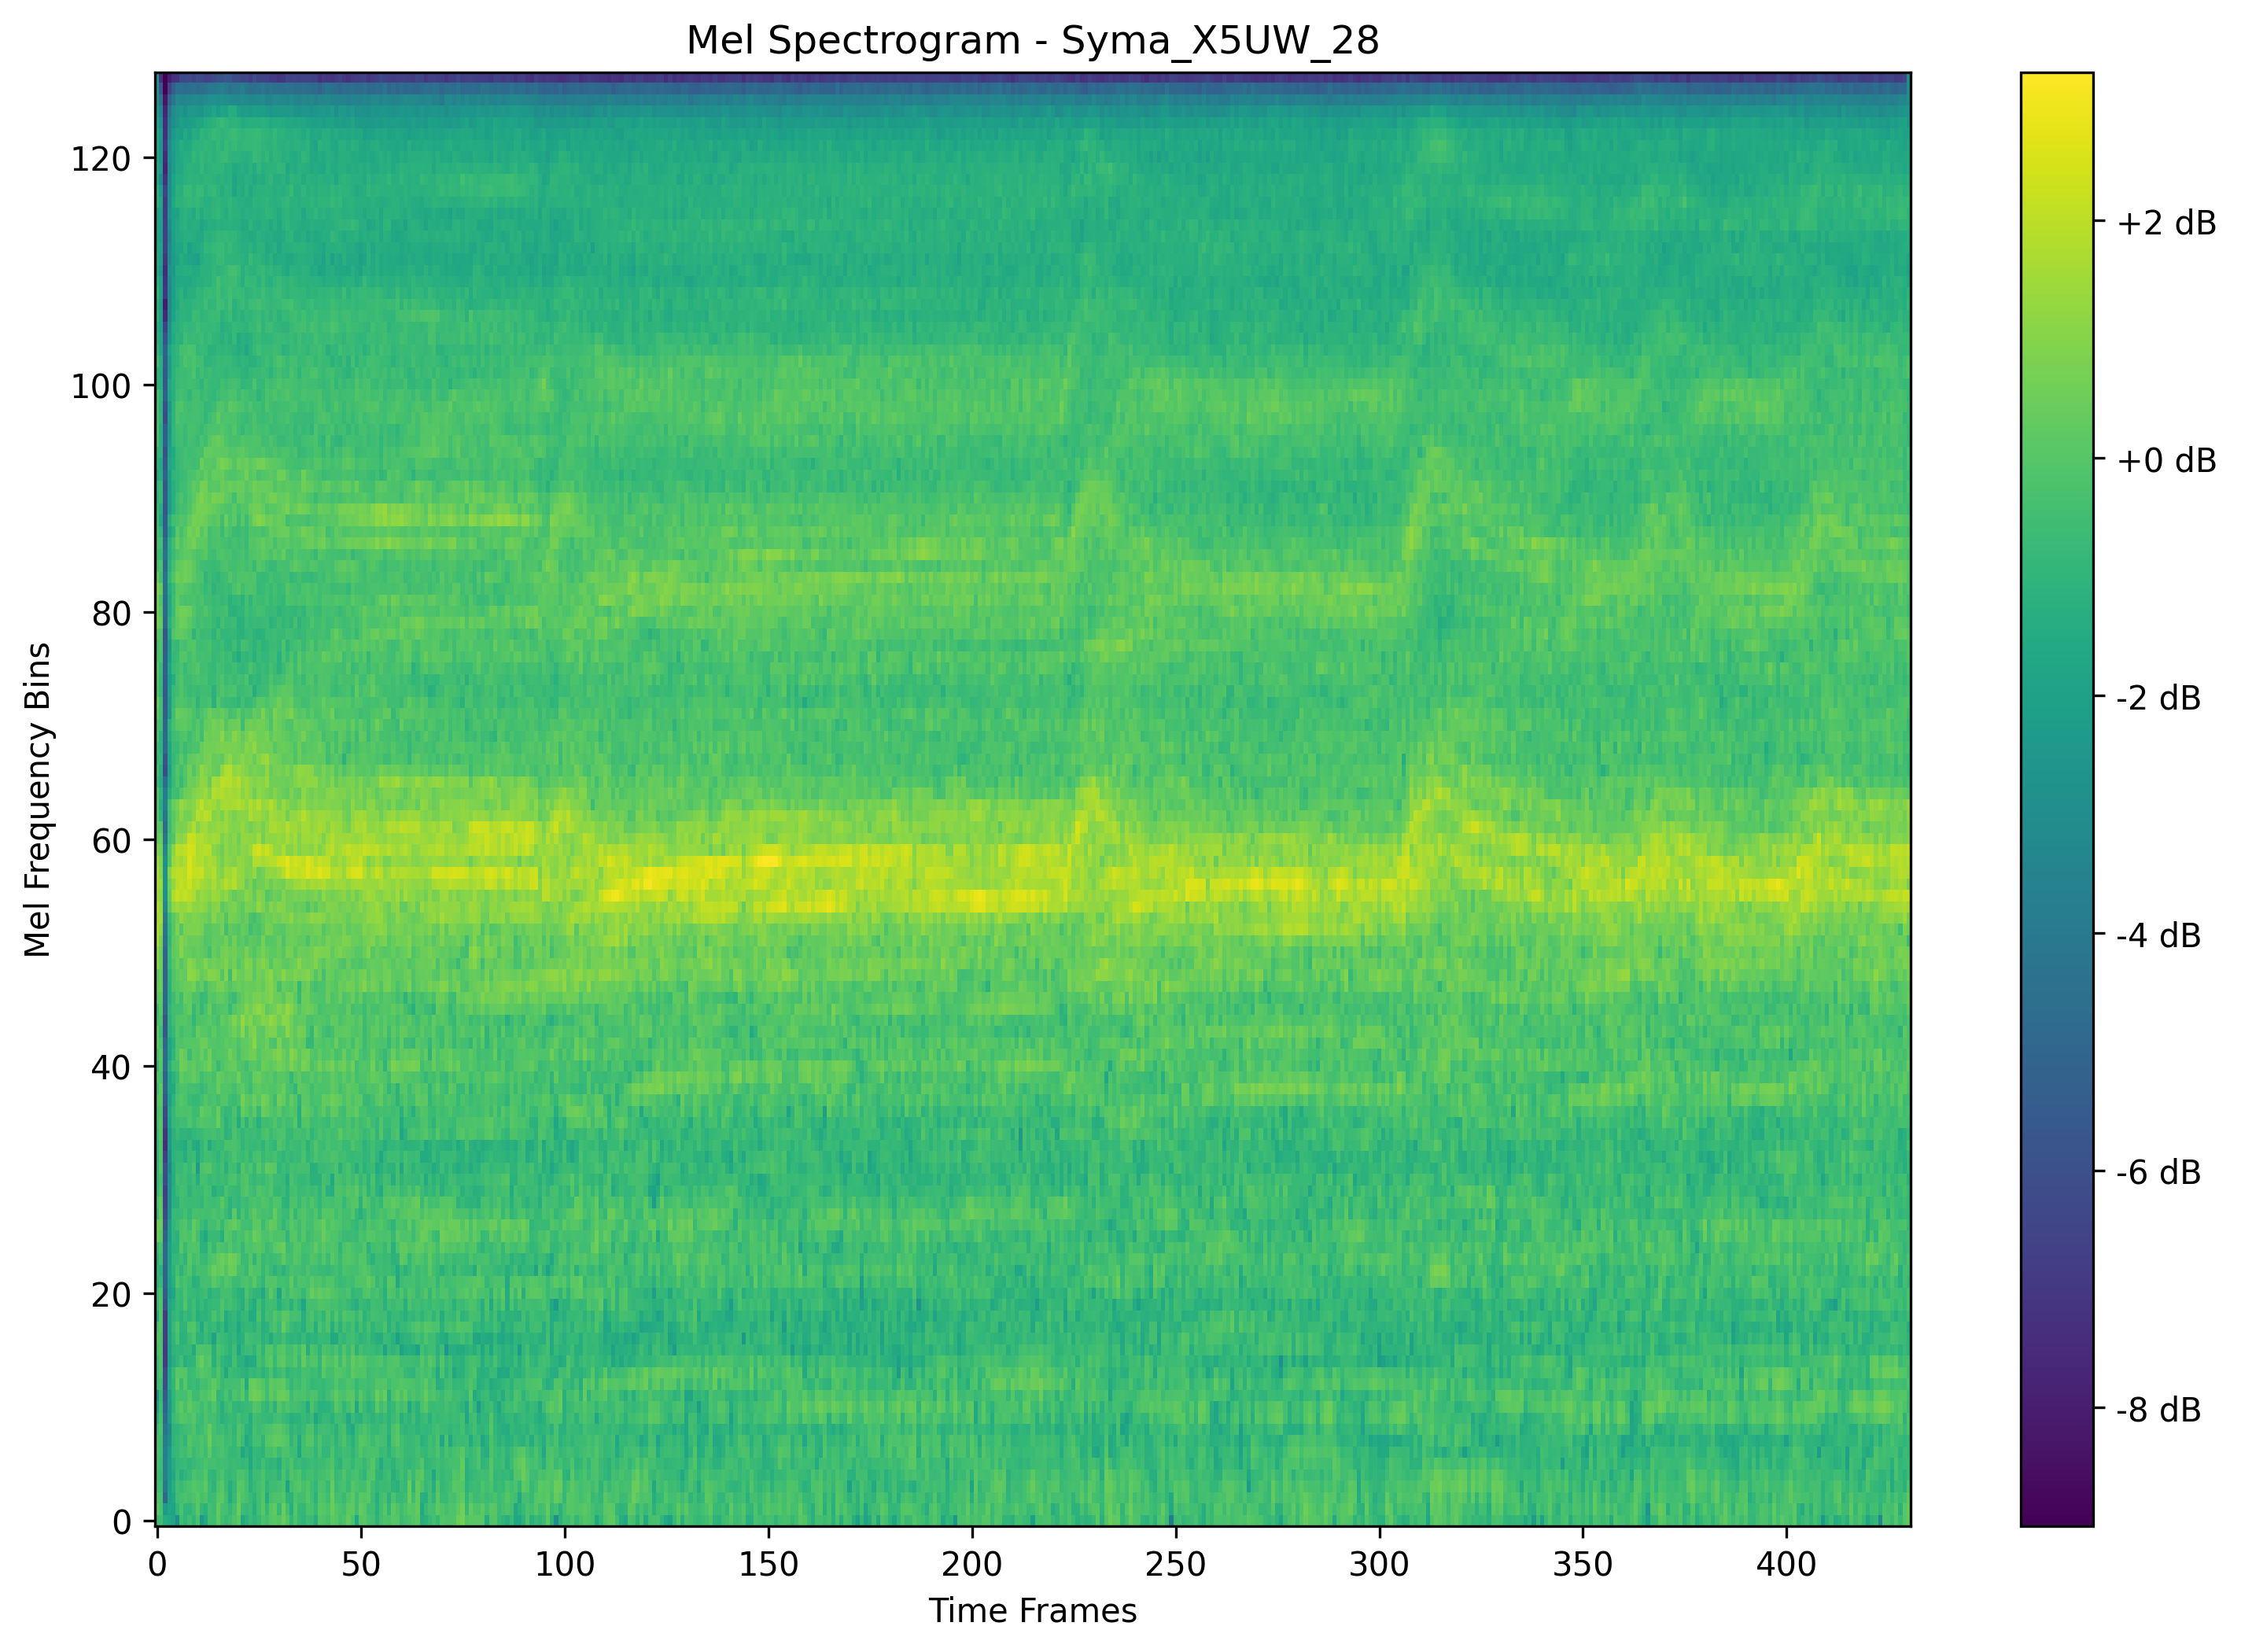 Mel Spectrogram - Syma_X5UW_28
Mel Frequency Bins
120
100
80
60
40
20
0
0 50 100 150 200 250 300 350 400
Time Frames
+2 dB
+0 dB
-2 dB
-4 dB
-6 dB
-8 dB